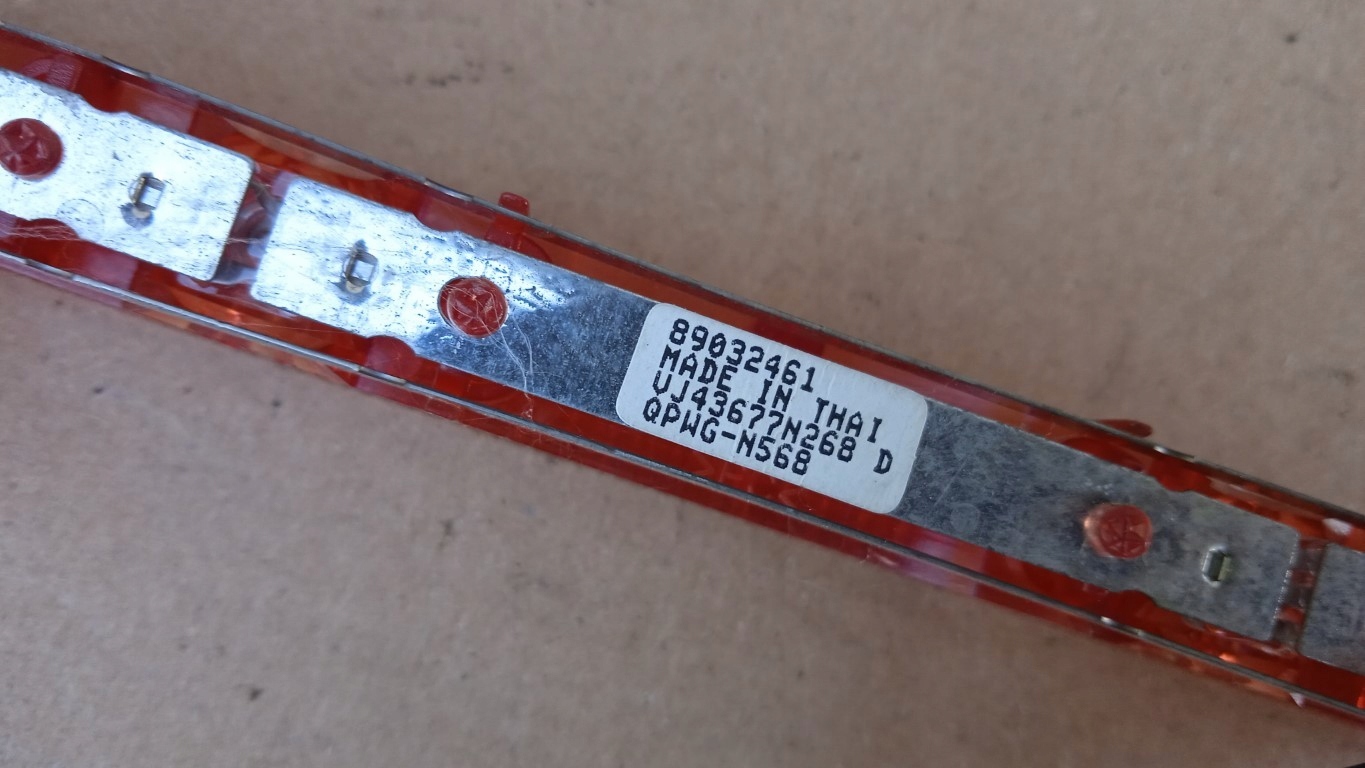 89032461
MADE IN THAI
VJ43677N268 D
QPWG-N568